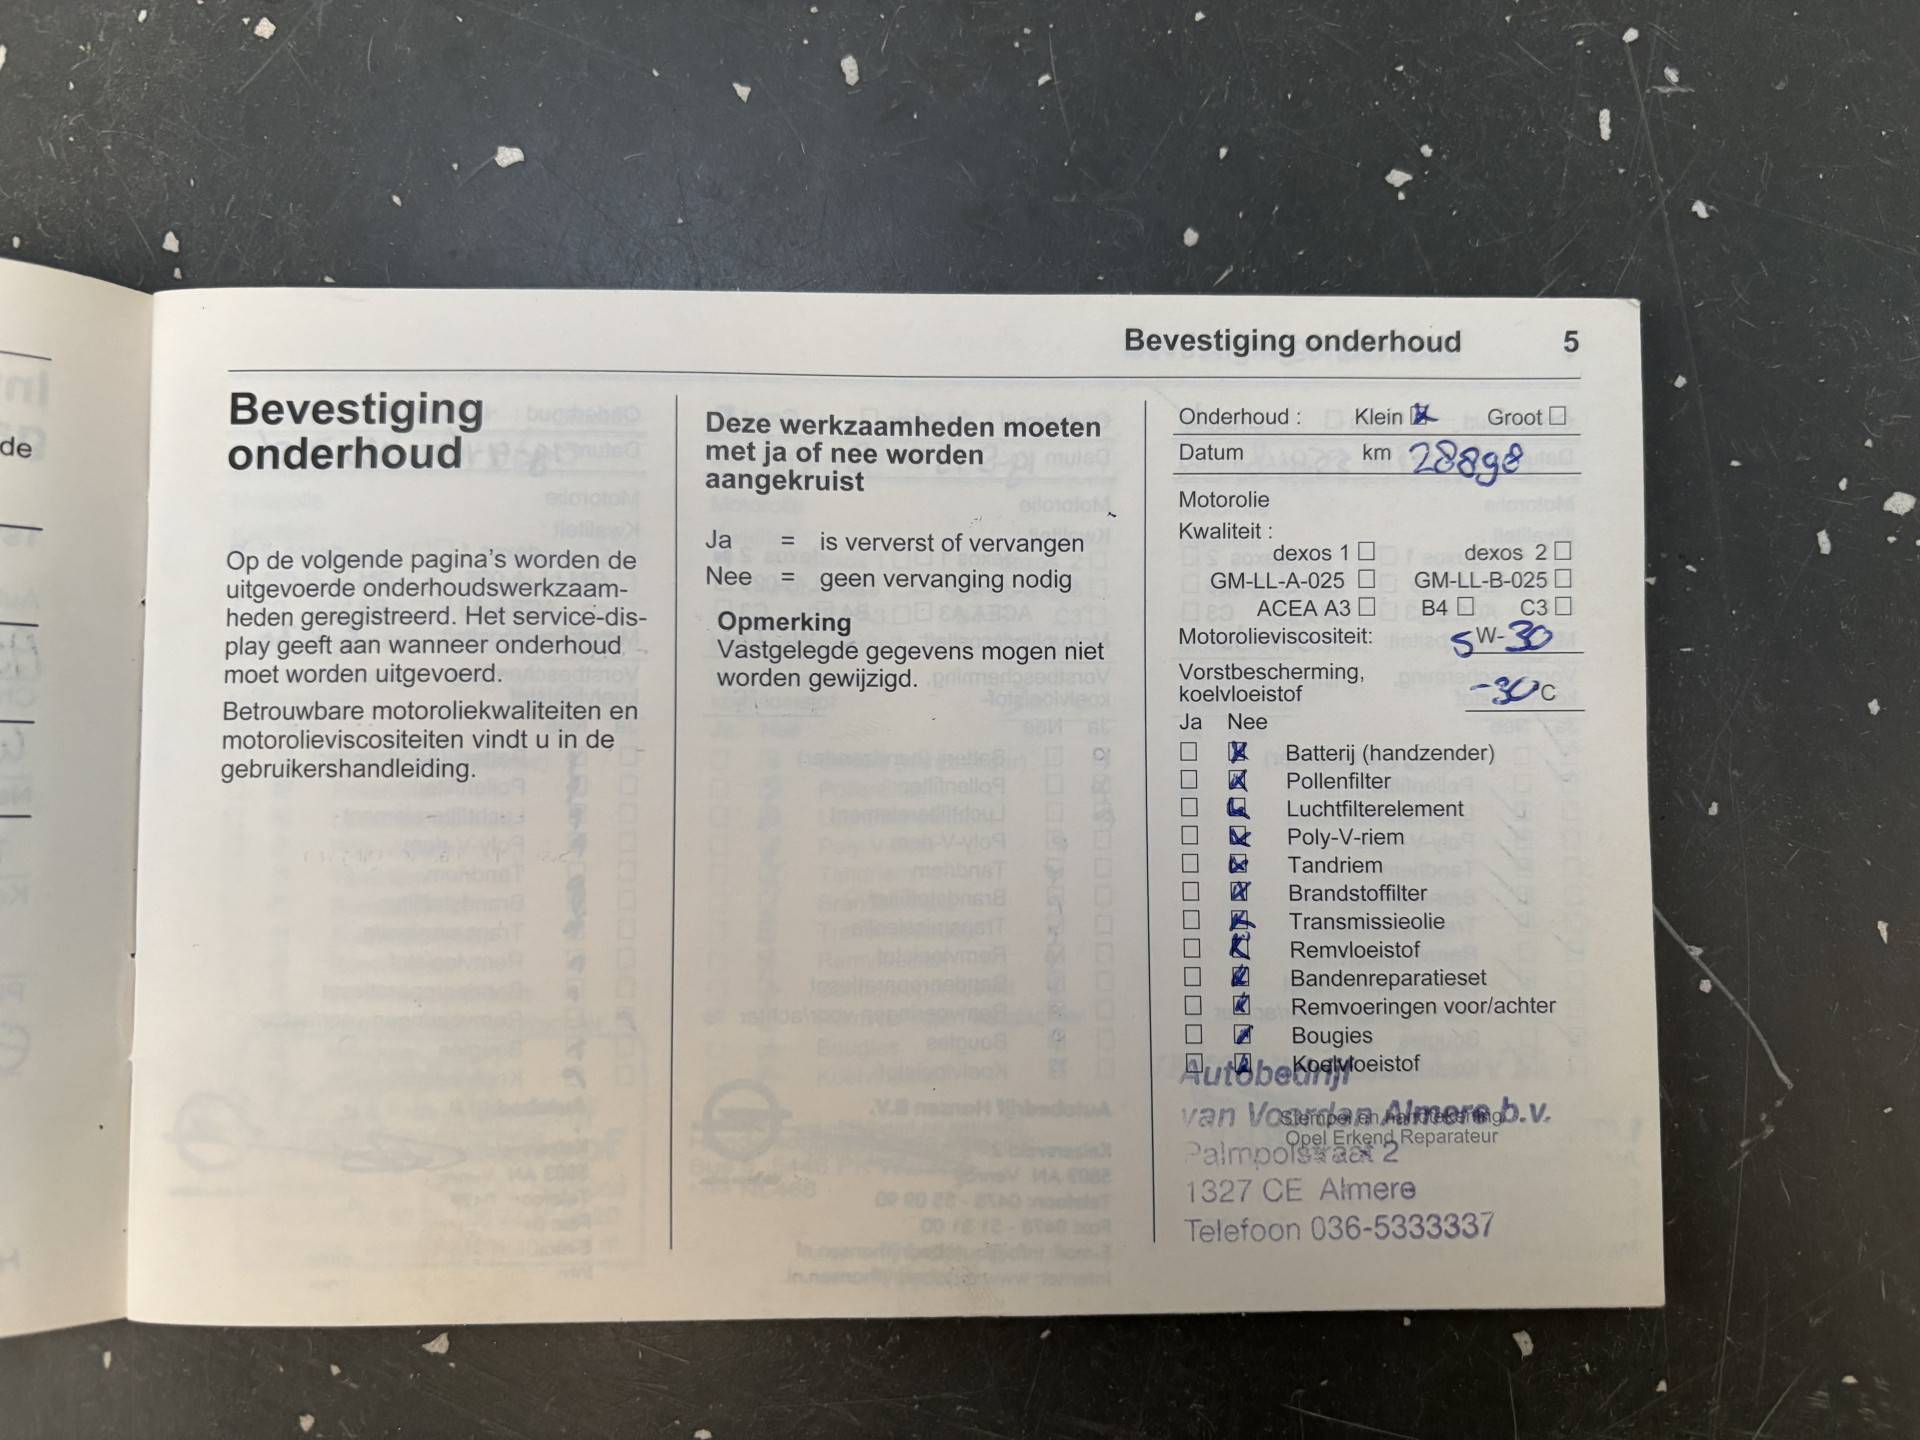 Bevestiging onderhoud 5
de
Bevestiging
onderhoud
Op de volgende pagina's worden de
uitgevoerde onderhoudswerkzaam-
heden geregistreerd. Het service-dis-
play geeft aan wanneer onderhoud
moet worden uitgevoerd.
Betrouwbare motoroliekwaliteiten en
motorolieviscositeiten vindt u in de
gebruikershandleiding.
Deze werkzaamheden moeten
met ja of nee worden
aangekruist
Ja = is ververst of vervangen
Nee = geen vervanging nodig
Opmerking
Vastgelegde gegevens mogen niet
worden gewijzigd.
Onderhoud : Klein Groot
Datum km 28898
Motorolie
Kwaliteit :
dexos 1 dexos 2
GM-LL-A-025 GM-LL-B-025
ACEA A3 B4 C3
Motorolieviscositeit: 5 W-30
Vorstbescherming,
koelvloeistof -30°C
Ja Nee
Batterij (handzender)
Pollenfilter
Luchtfilterelement
Poly-V-riem
Tandriem
Brandstoffilter
Transmissieolie
Remvloeistof
Bandenreparatieset
Remvoeringen voor/achter
Bougies
Koelvloeistof
Autobedrijf
van Voorden Almere b.v.
Stempel en handtekening
Opel Erkend Reparateur
Palmpolstraat 2
1327 CE Almere
Telefoon 036-5333337